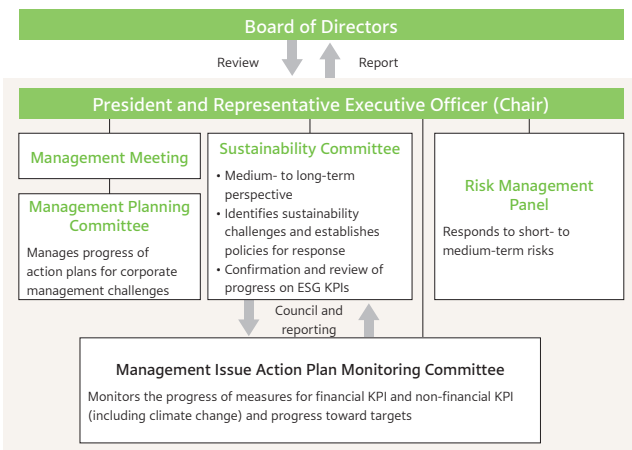 Board of Directors
Review
Report
President and Representative Executive Officer (Chair)
Management Meeting
Management Planning
Committee
Manages progress of
action plans for corporate
management challenges
Sustainability Committee
• Medium- to long-term
perspective
• Identifies sustainability
challenges and establishes
policies for response
• Confirmation and review of
progress on ESG KPIs
Risk Management
Panel
Responds to short- to
medium-term risks
Council and
reporting
Management Issue Action Plan Monitoring Committee
Monitors the progress of measures for financial KPI and non-financial KPI
(including climate change) and progress toward targets